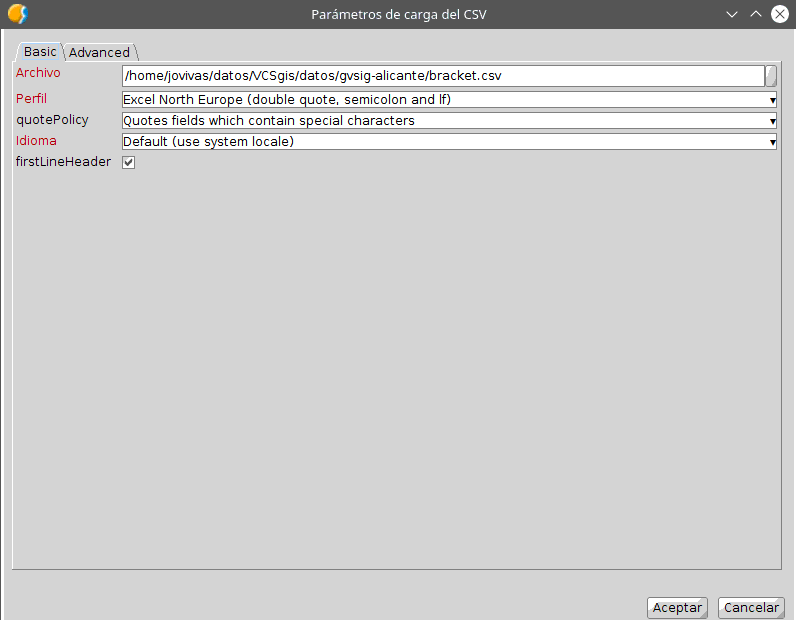 Parámetros de carga del CSV
Basic Advanced
Archivo /home/jovivas/datos/VCSgis/datos/gvsig-alicante/bracket.csv
Perfil Excel North Europe (double quote, semicolon and lf)
quotePolicy Quotes fields which contain special characters
Idioma Default (use system locale)
firstLineHeader
Aceptar Cancelar